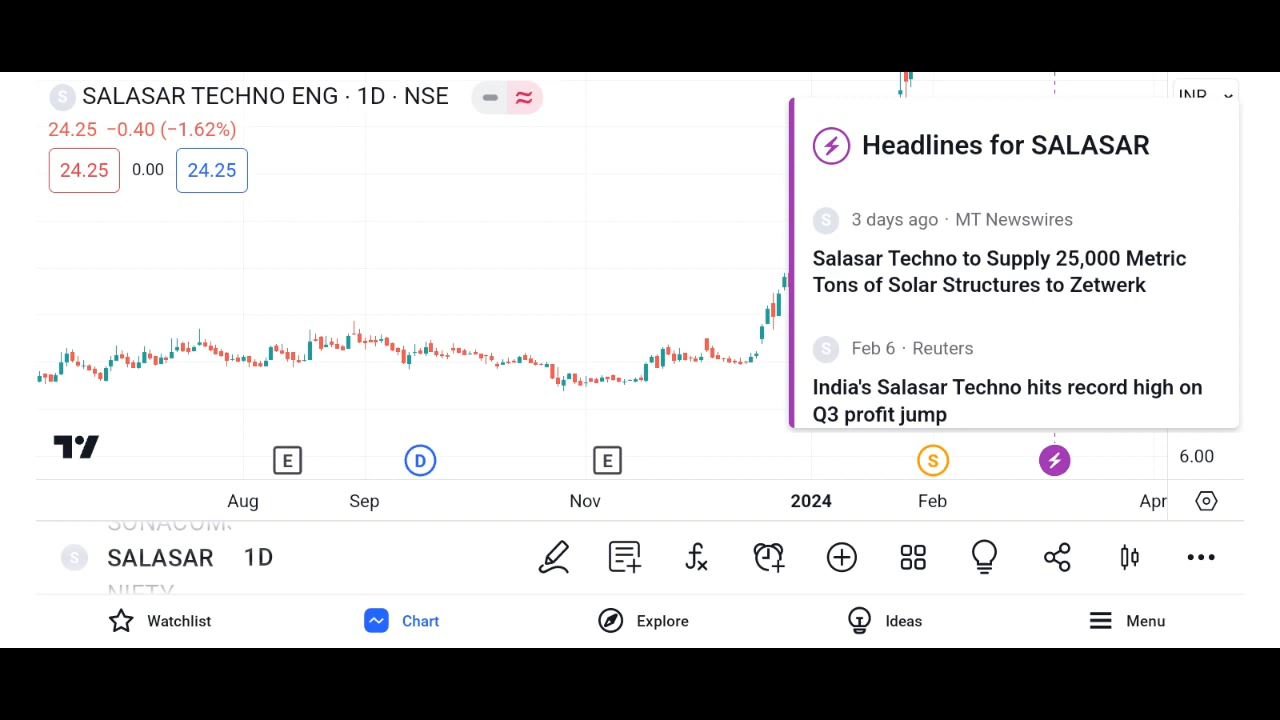 S SALASAR TECHNO ENG · 1D · NSE
24.25 −0.40 (−1.62%)
24.25 0.00 24.25
INR
Headlines for SALASAR
S 3 days ago · MT Newswires
Salasar Techno to Supply 25,000 Metric
Tons of Solar Structures to Zetwerk
S Feb 6 · Reuters
India's Salasar Techno hits record high on
Q3 profit jump
E D E S 6.00
Aug Sep Nov 2024 Feb Apr
S SALASAR 1D
NIFTY
Watchlist Chart Explore Ideas Menu